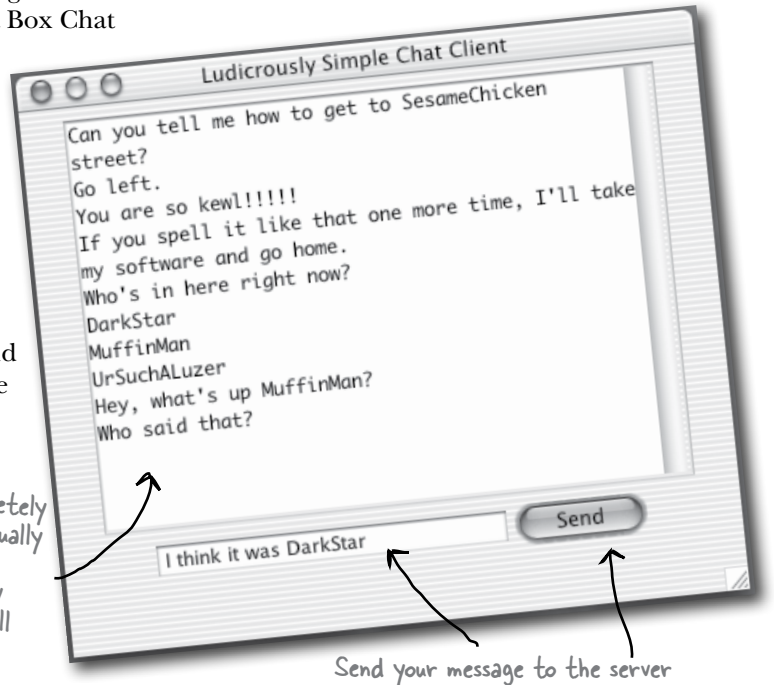 Box Chat
Ludicrously Simple Chat Client
Can you tell me how to get to SesameChicken
street?
Go left.
You are so kewl!!!!!
If you spell it like that one more time, I'll take
my software and go home.
Who's in here right now?
DarkStar
MuffinMan
UrSuchALuzer
Hey, what's up MuffinMan?
Who said that?
I think it was DarkStar
Send
Send your message to the server